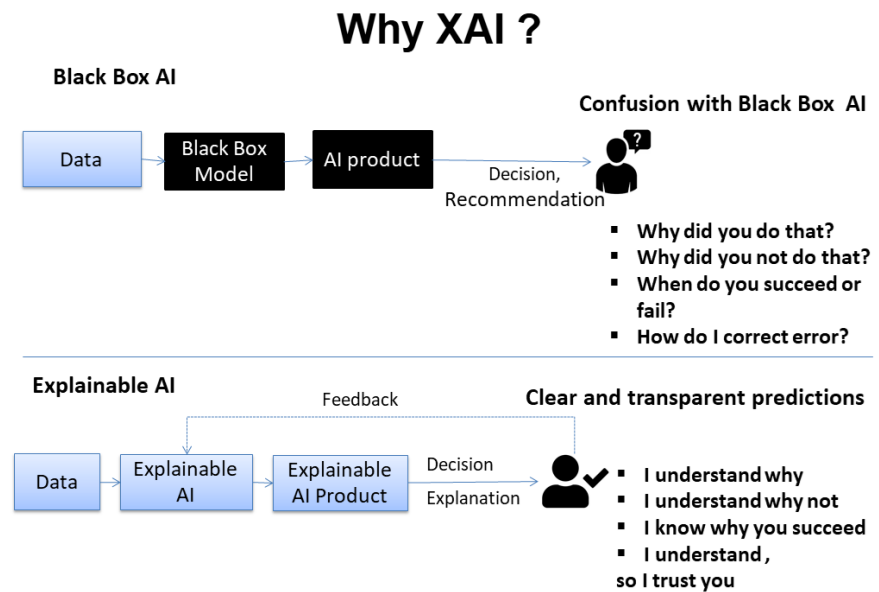 Why XAI ?
Black Box AI
Confusion with Black Box AI
Data
Black Box
Model
AI product
?
Decision,
Recommendation
▪ Why did you do that?
▪ Why did you not do that?
▪ When do you succeed or
fail?
▪ How do I correct error?
Explainable AI
Feedback
Clear and transparent predictions
Data
Explainable
AI
Explainable
AI Product
Decision
Explanation
▪ I understand why
▪ I understand why not
▪ I know why you succeed
▪ I understand ,
so I trust you